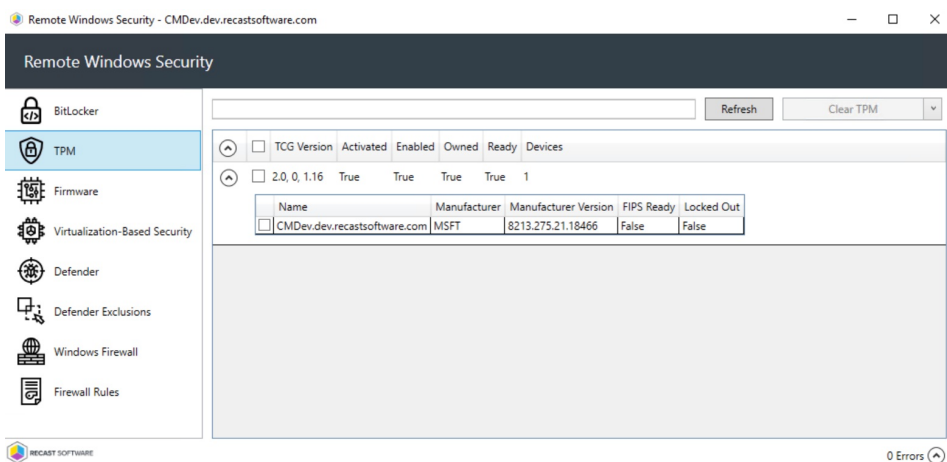 Remote Windows Security - CMDev.dev.recastsoftware.com
Remote Windows Security
BitLocker
TPM
Firmware
Virtualization-Based Security
Defender
Defender Exclusions
Windows Firewall
Firewall Rules
Refresh
Clear TPM
TCG Version Activated Enabled Owned Ready Devices
2.0, 0, 1.16 True True True True 1
Name Manufacturer Manufacturer Version FIPS Ready Locked Out
CMDev.dev.recastsoftware.com MSFT 8213.275.21.18466 False False
RECAST SOFTWARE
0 Errors